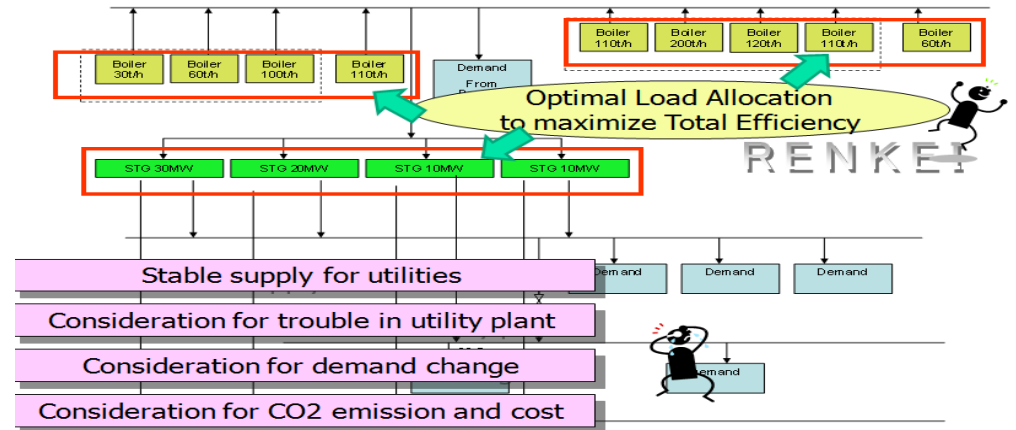 Boiler
110t/h
Boiler
200t/h
Boiler
120t/h
Boiler
110t/h
Boiler
60t/h
Boiler
30t/h
Boiler
60t/h
Boiler
100t/h
Boiler
110t/h
Demand
From
Optimal Load Allocation
to maximize Total Efficiency
RENKEI
STG 30MW
STG 20MW
STG 10MW
STG 10MW
Stable supply for utilities
Demand
Demand
Demand
Consideration for trouble in utility plant
Consideration for demand change
Demand
Consideration for CO2 emission and cost